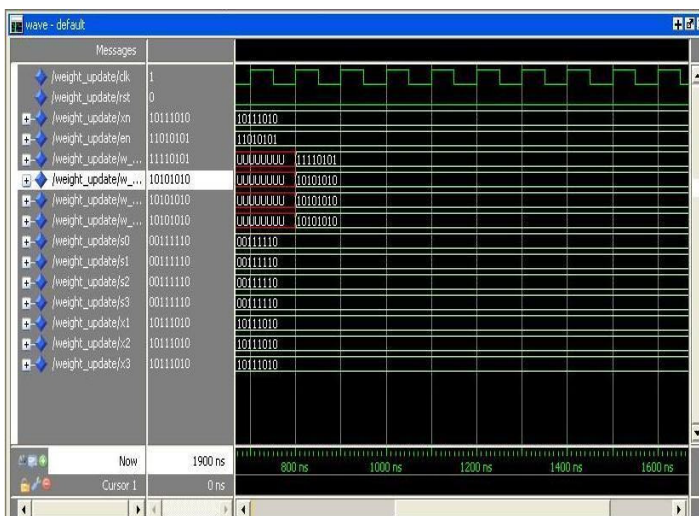 wave - default
Messages
/weight_update/clk 1
/weight_update/rst 0
/weight_update/xn 10111010 10111010
/weight_update/en 11010101 11010101
/weight_update/w_... 11110101 UUUUUUUU 11110101
/weight_update/w_... 10101010 UUUUUUUU 10101010
/weight_update/w_... 10101010 UUUUUUUU 10101010
/weight_update/w_... 10101010 UUUUUUUU 10101010
/weight_update/s0 00111110 00111110
/weight_update/s1 00111110 00111110
/weight_update/s2 00111110 00111110
/weight_update/s3 00111110 00111110
/weight_update/x1 10111010 10111010
/weight_update/x2 10111010 10111010
/weight_update/x3 10111010 10111010
Now 1900 ns 800 ns 1000 ns 1200 ns 1400 ns 1600 ns
Cursor 1 0 ns